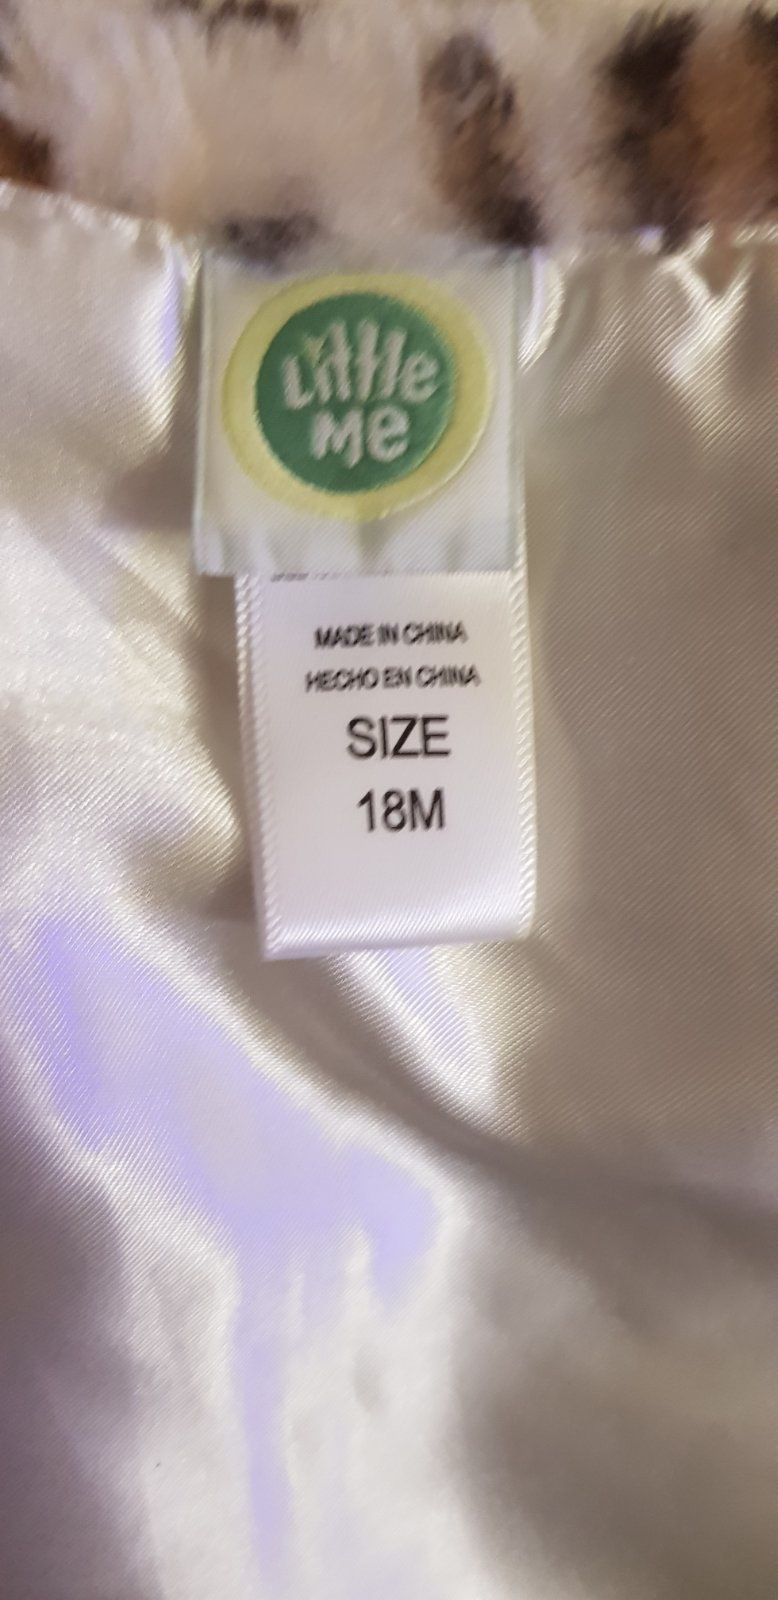 Little
Me
MADE IN CHINA
HECHO EN CHINA
SIZE
18M